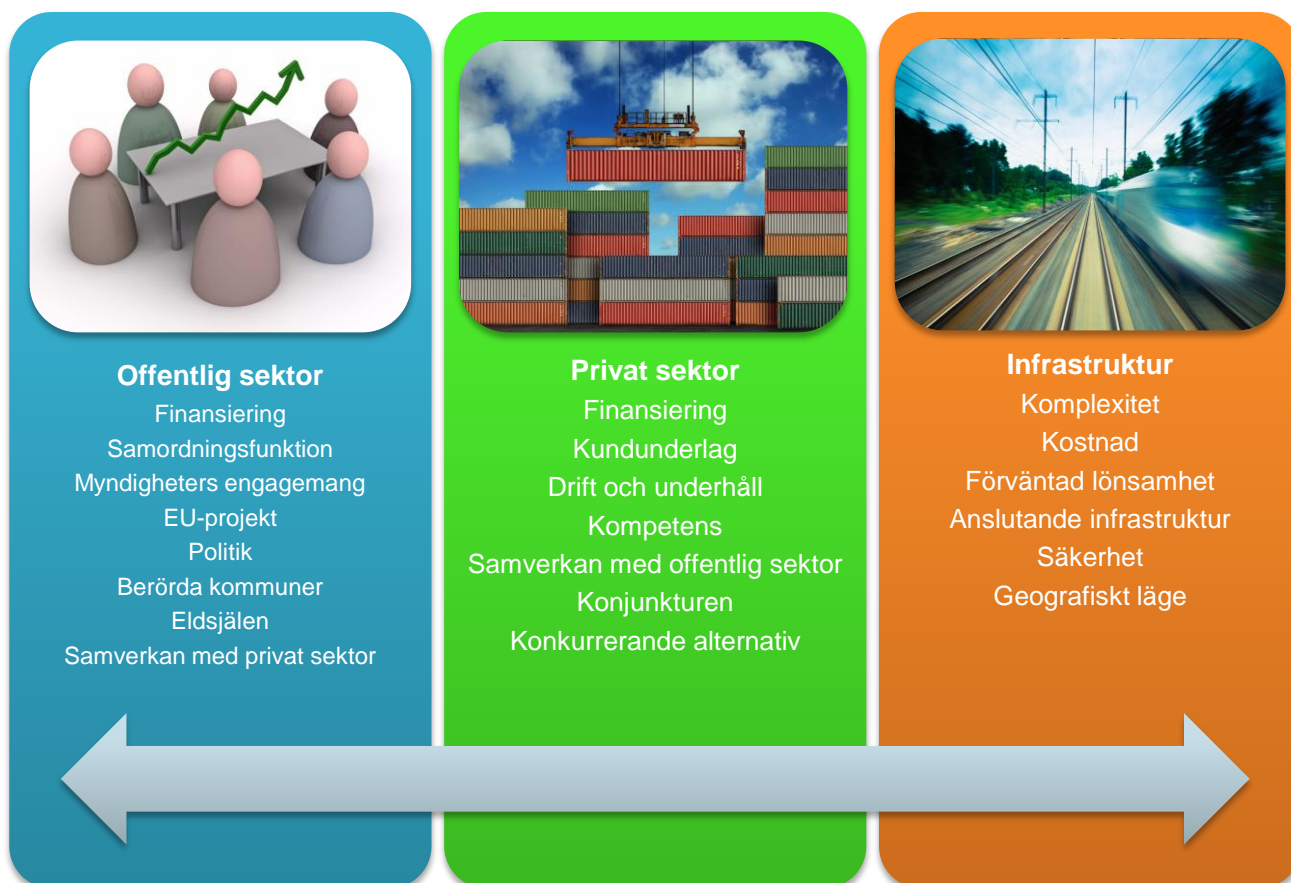 Offentlig sektor
Finansiering
Samordningsfunktion
Myndigheters engagemang
EU-projekt
Politik
Berörda kommuner
Eldsjälen
Samverkan med privat sektor
Privat sektor
Finansiering
Kundunderlag
Drift och underhåll
Kompetens
Samverkan med offentlig sektor
Konjunkturen
Konkurrerande alternativ
Infrastruktur
Komplexitet
Kostnad
Förväntad lönsamhet
Anslutande infrastruktur
Säkerhet
Geografiskt läge